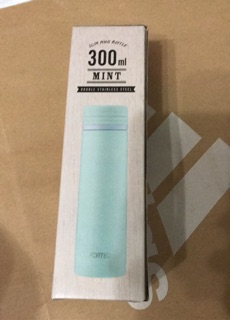 SLIM MUG BOTTLE
300ml
MINT
DOUBLE STAINLESS STEEL